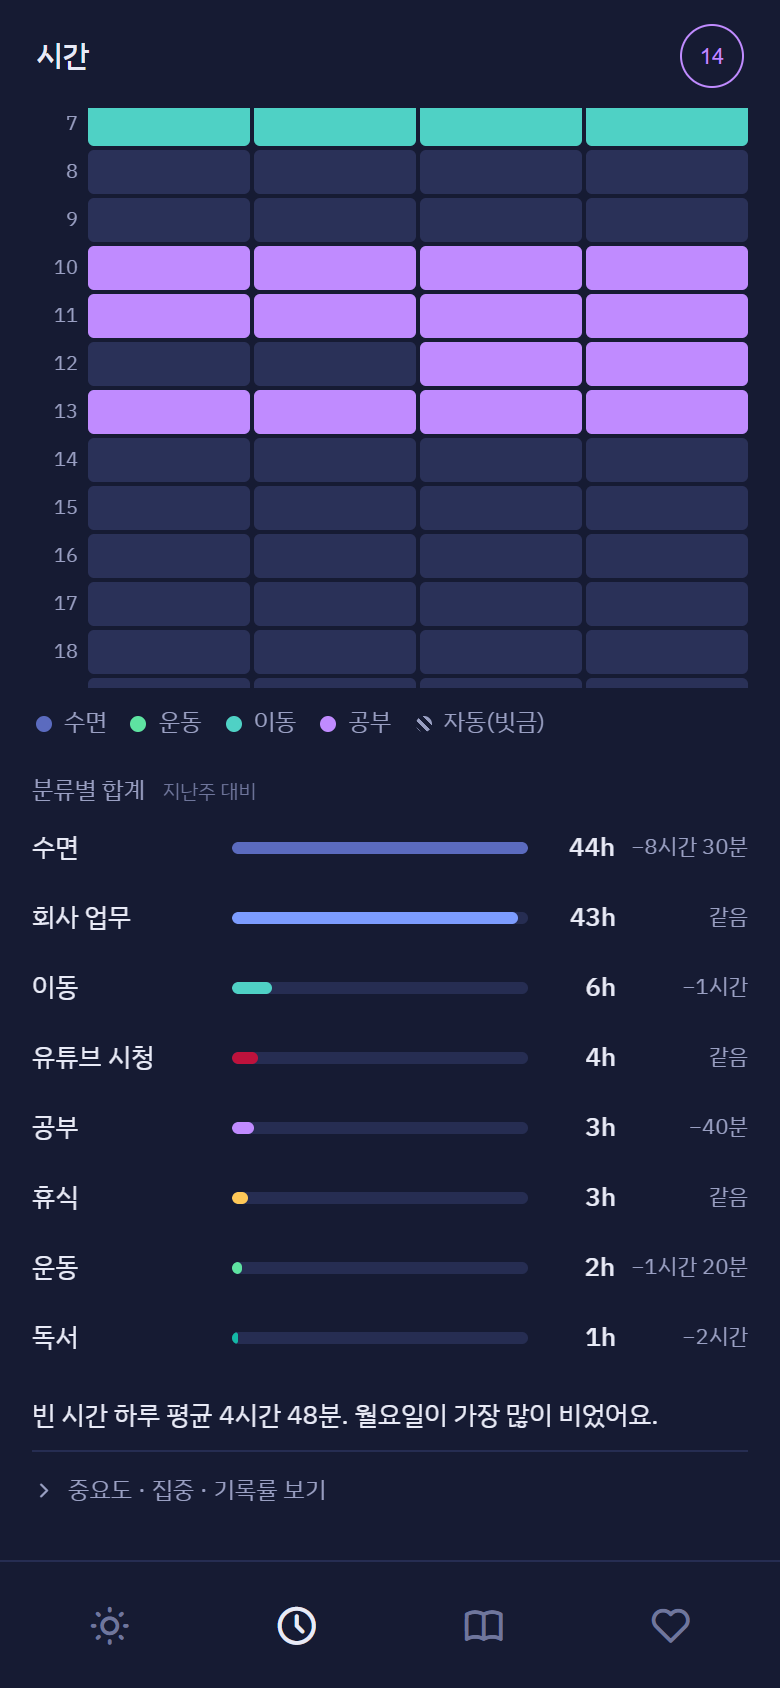 시간
14
7
8
9
10
11
12
13
14
15
16
17
18
수면 운동 이동 공부 자동(빗금)
분류별 합계 지난주 대비
수면 44h −8시간 30분
회사 업무 43h 같음
이동 6h −1시간
유튜브 시청 4h 같음
공부 3h −40분
휴식 3h 같음
운동 2h −1시간 20분
독서 1h −2시간
빈 시간 하루 평균 4시간 48분. 월요일이 가장 많이 비었어요.
중요도 · 집중 · 기록률 보기